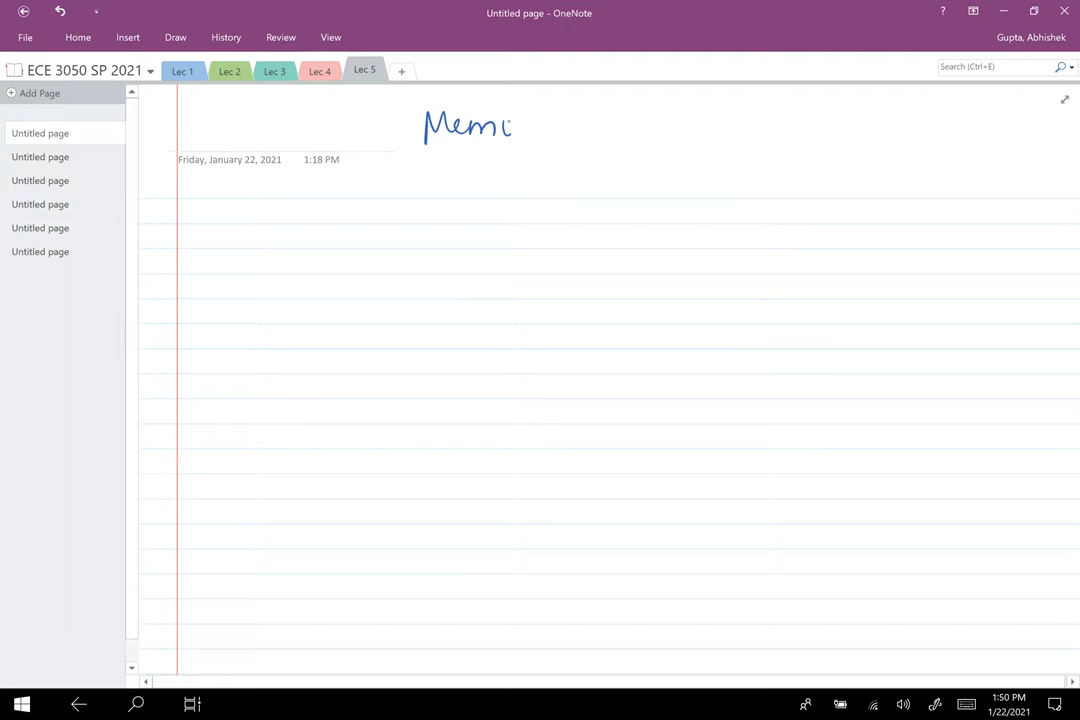 Untitled page - OneNote
?
File Home Insert Draw History Review View Gupta, Abhishek
ECE 3050 SP 2021 Lec 1 Lec 2 Lec 3 Lec 4 Lec 5 +
Search (Ctrl+E)
Add Page
Untitled page
Untitled page
Untitled page
Untitled page
Untitled page
Untitled page
Friday, January 22, 2021 1:18 PM
1:50 PM
1/22/2021